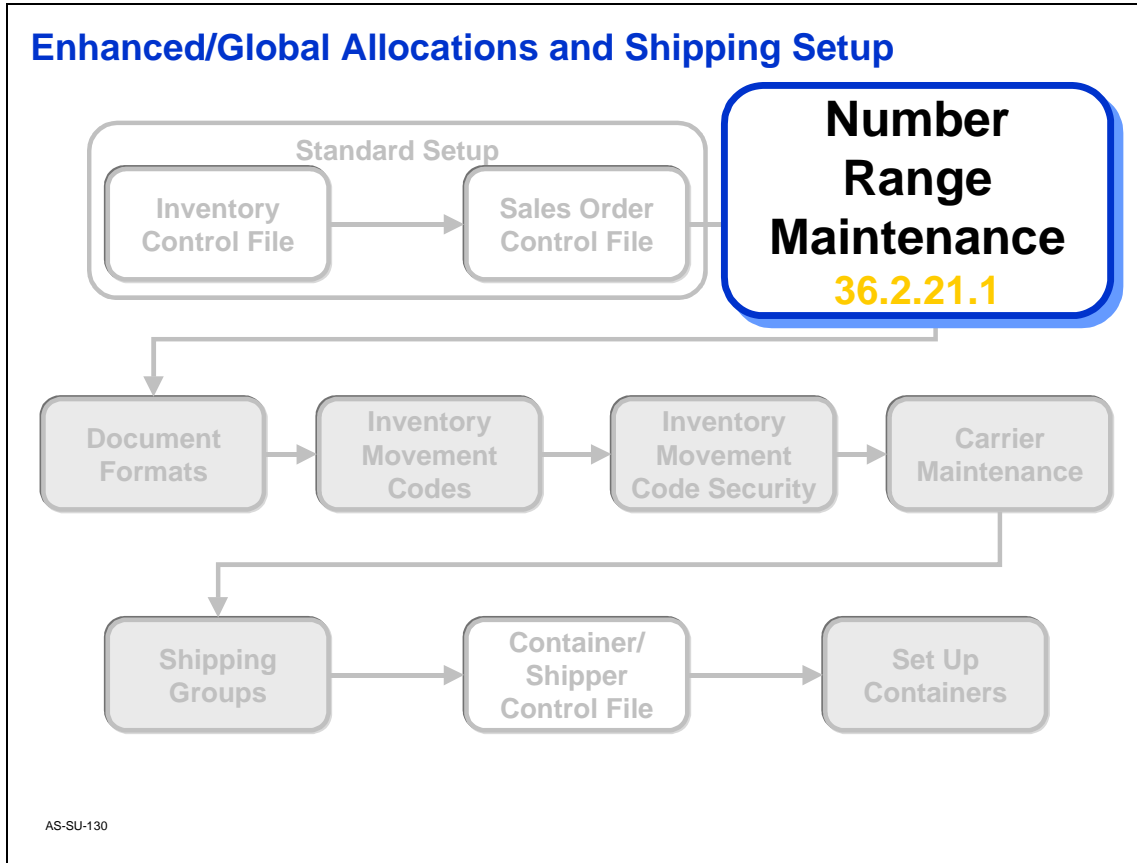 Enhanced/Global Allocations and Shipping Setup
Standard Setup
Inventory
Control File
Sales Order
Control File
Number
Range
Maintenance
36.2.21.1
Document
Formats
Inventory
Movement
Codes
Inventory
Movement
Code Security
Carrier
Maintenance
Shipping
Groups
Container/
Shipper
Control File
Set Up
Containers
AS-SU-130